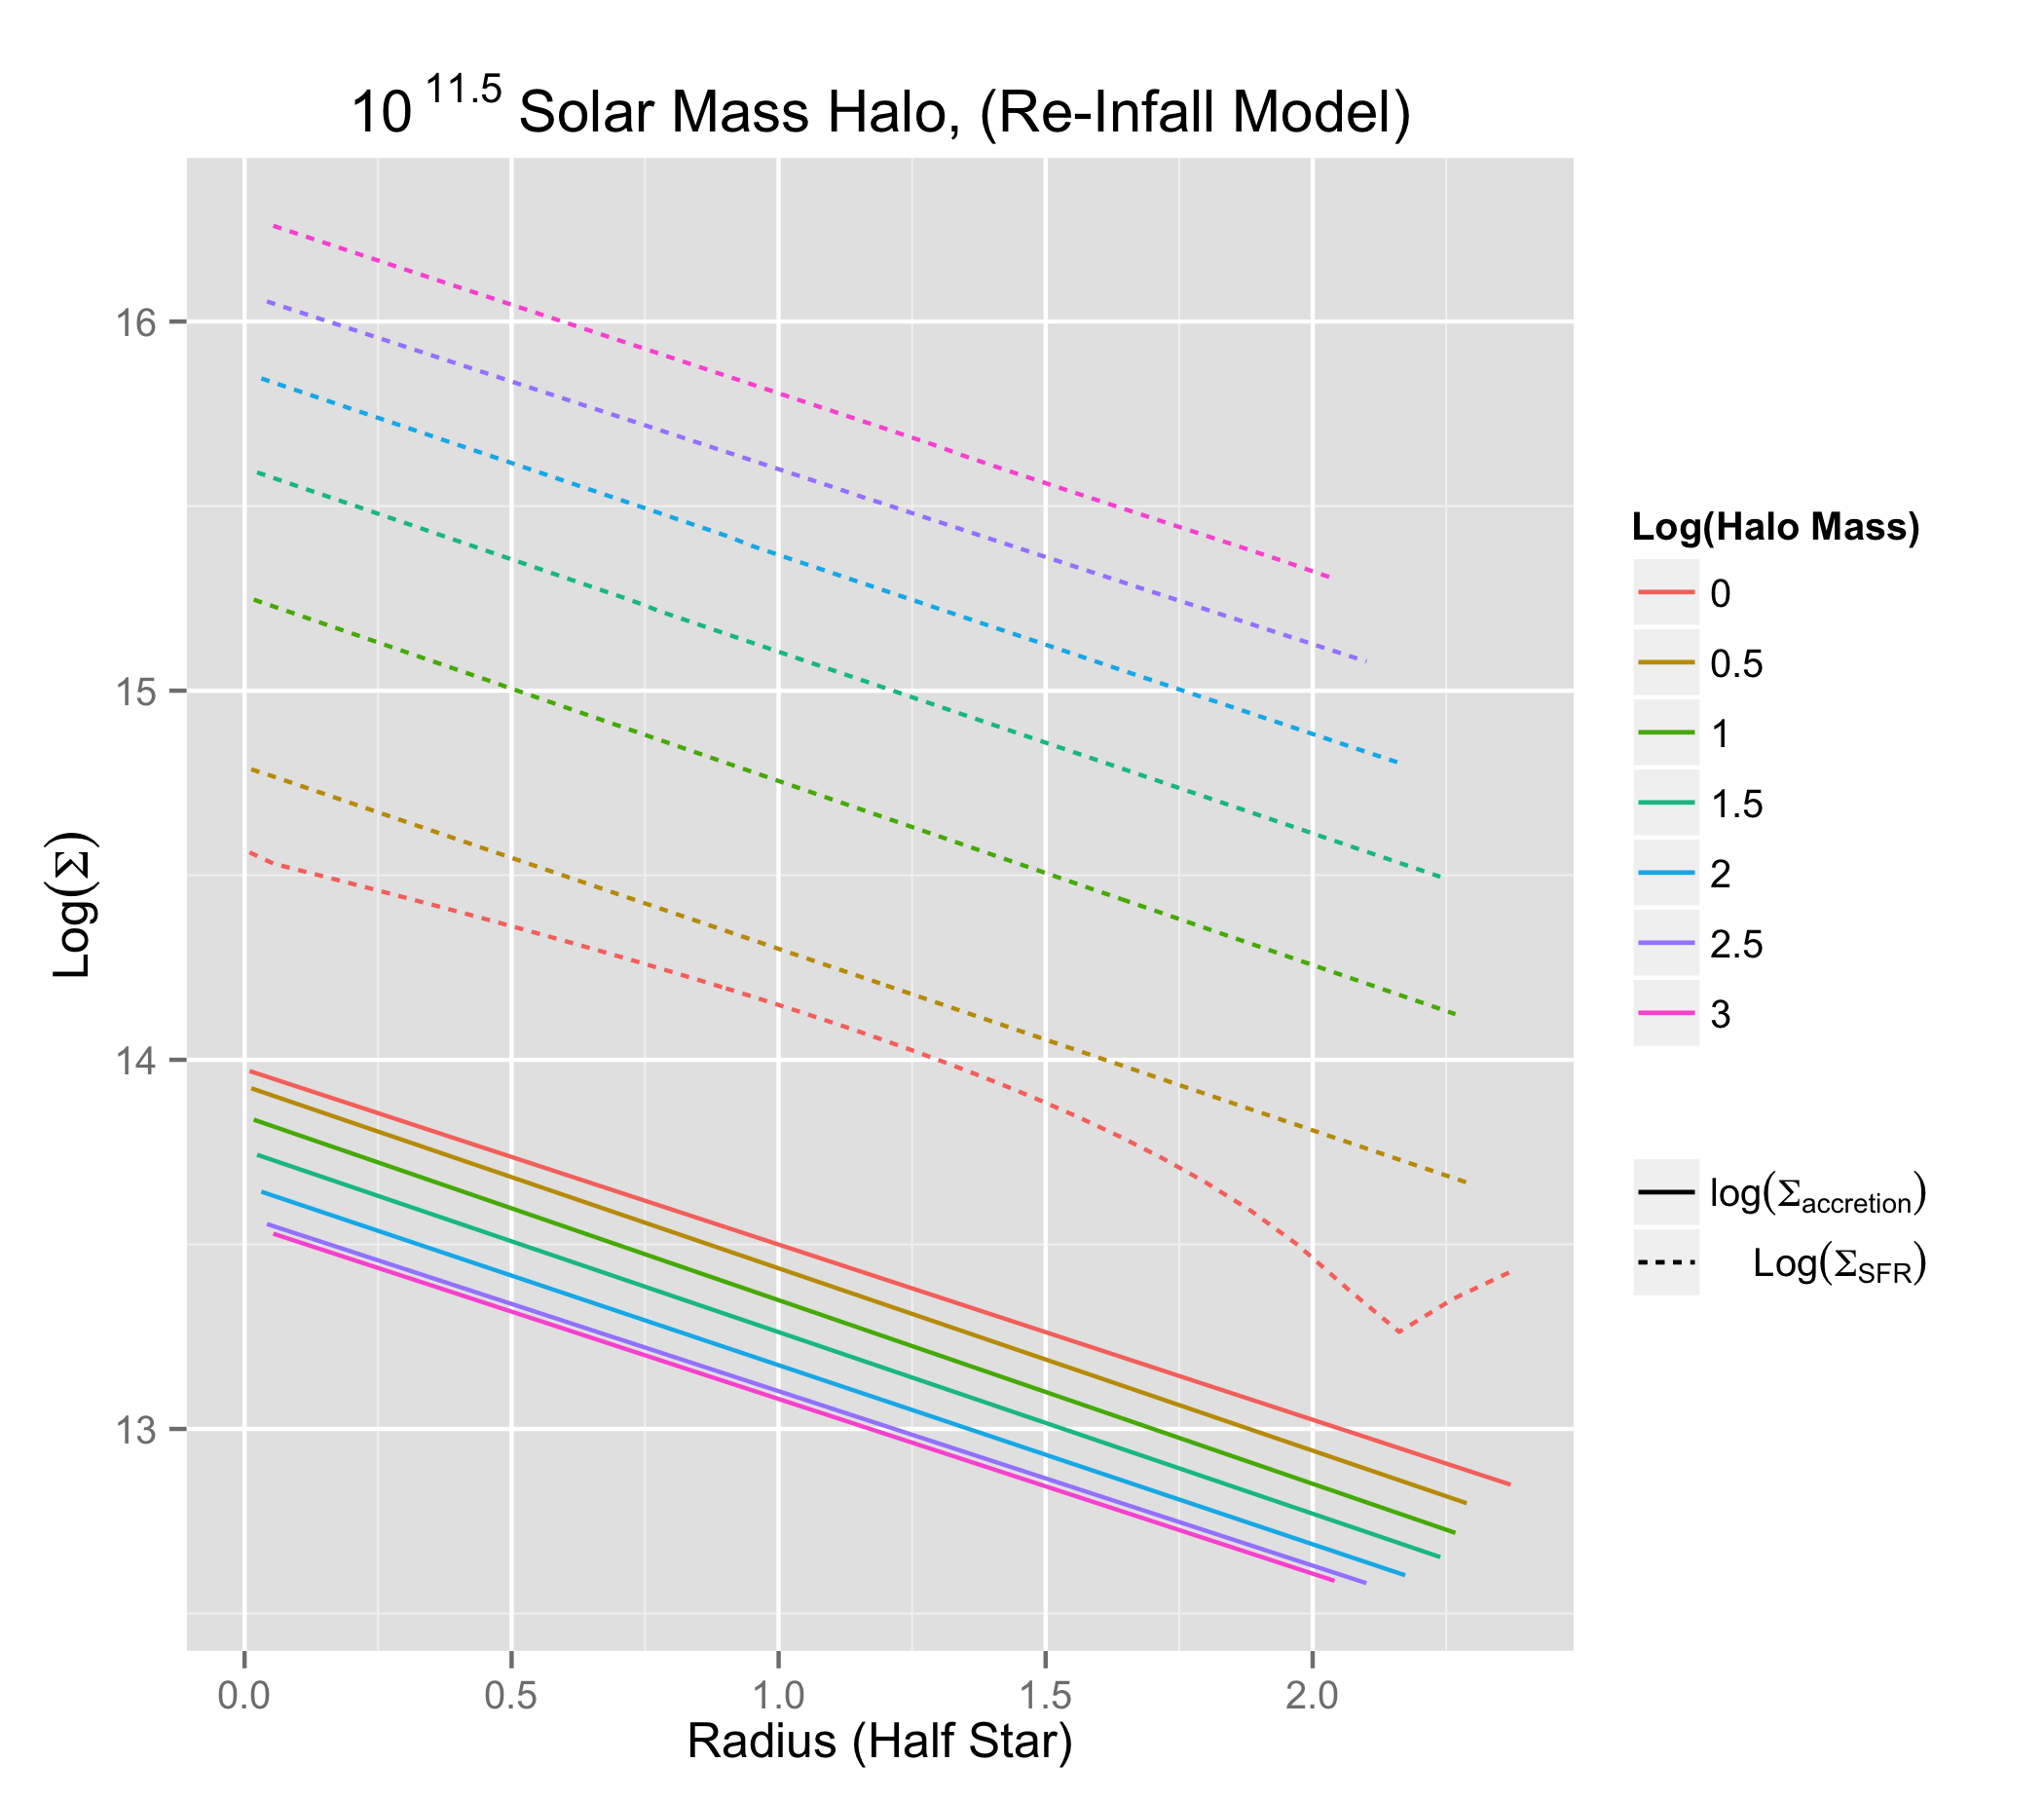 10^11.5 Solar Mass Halo, (Re-Infall Model)
16
15
14
13
Log(Σ)
0.0 0.5 1.0 1.5 2.0
Radius (Half Star)
Log(Halo Mass)
0
0.5
1
1.5
2
2.5
3
log(Σaccretion)
Log(ΣSFR)